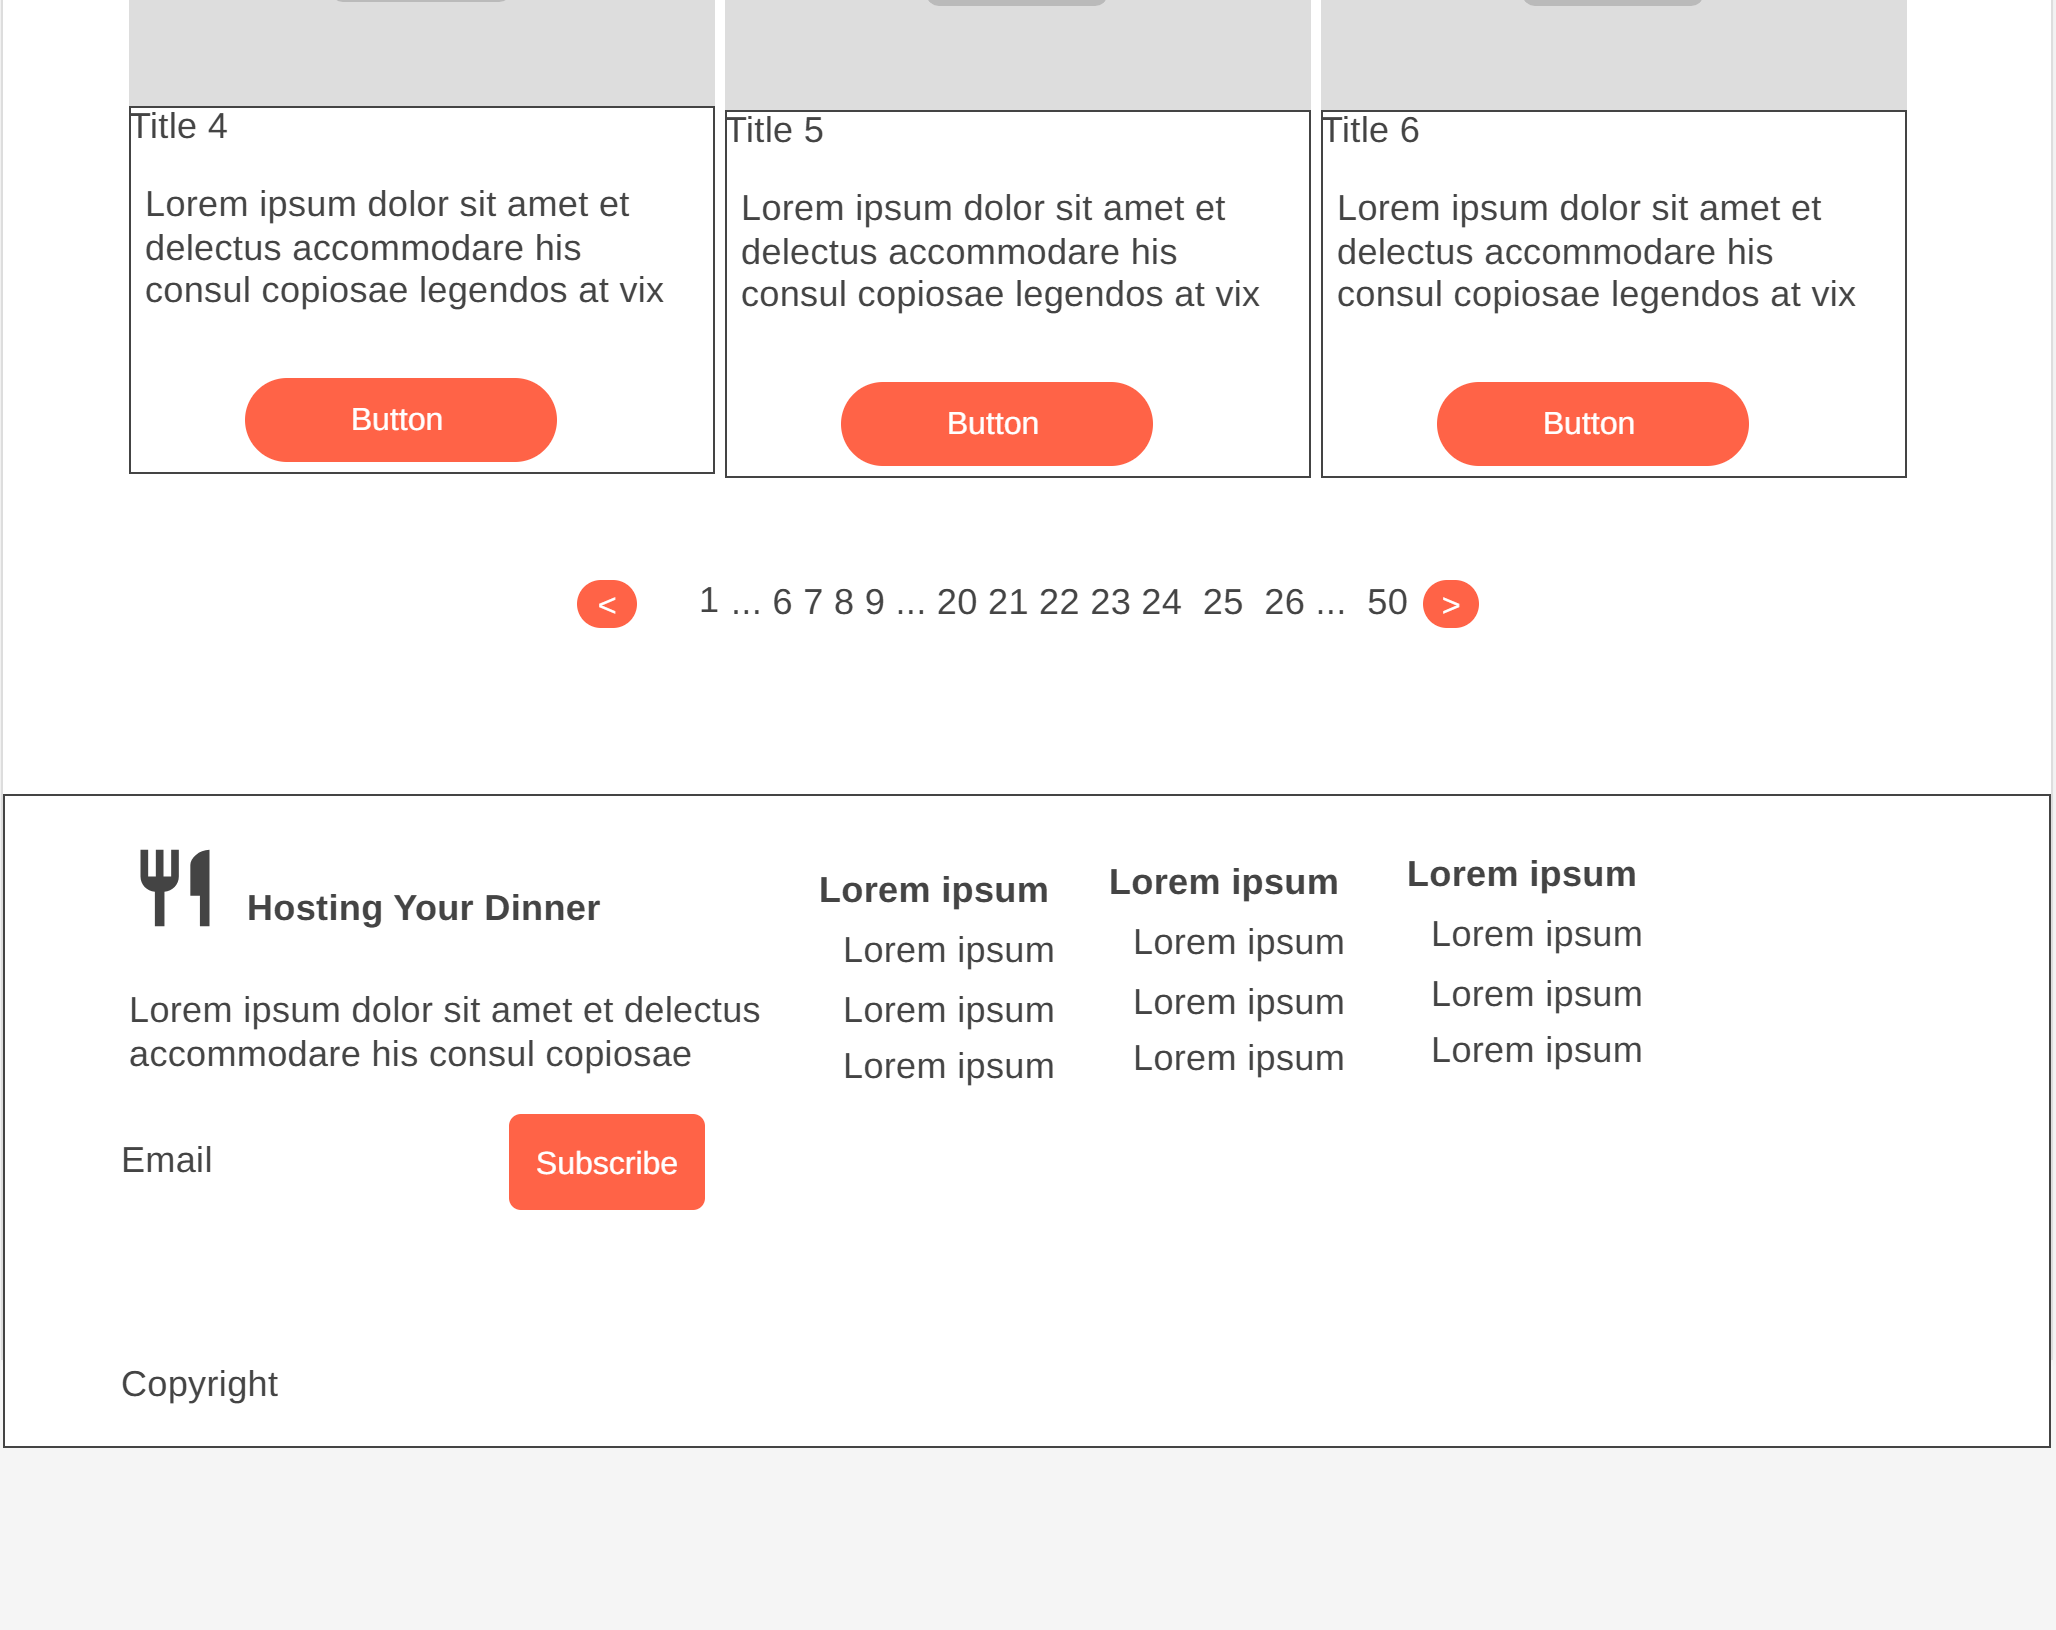 Title 4
Lorem ipsum dolor sit amet et
delectus accommodare his
consul copiosae legendos at vix
Button
Title 5
Lorem ipsum dolor sit amet et
delectus accommodare his
consul copiosae legendos at vix
Button
Title 6
Lorem ipsum dolor sit amet et
delectus accommodare his
consul copiosae legendos at vix
Button
< 1 ... 6 7 8 9 ... 20 21 22 23 24 25 26 ... 50 >
Hosting Your Dinner
Lorem ipsum dolor sit amet et delectus
accommodare his consul copiosae
Email
Subscribe
Lorem ipsum
Lorem ipsum
Lorem ipsum
Lorem ipsum
Lorem ipsum
Lorem ipsum
Lorem ipsum
Lorem ipsum
Lorem ipsum
Lorem ipsum
Lorem ipsum
Lorem ipsum
Copyright